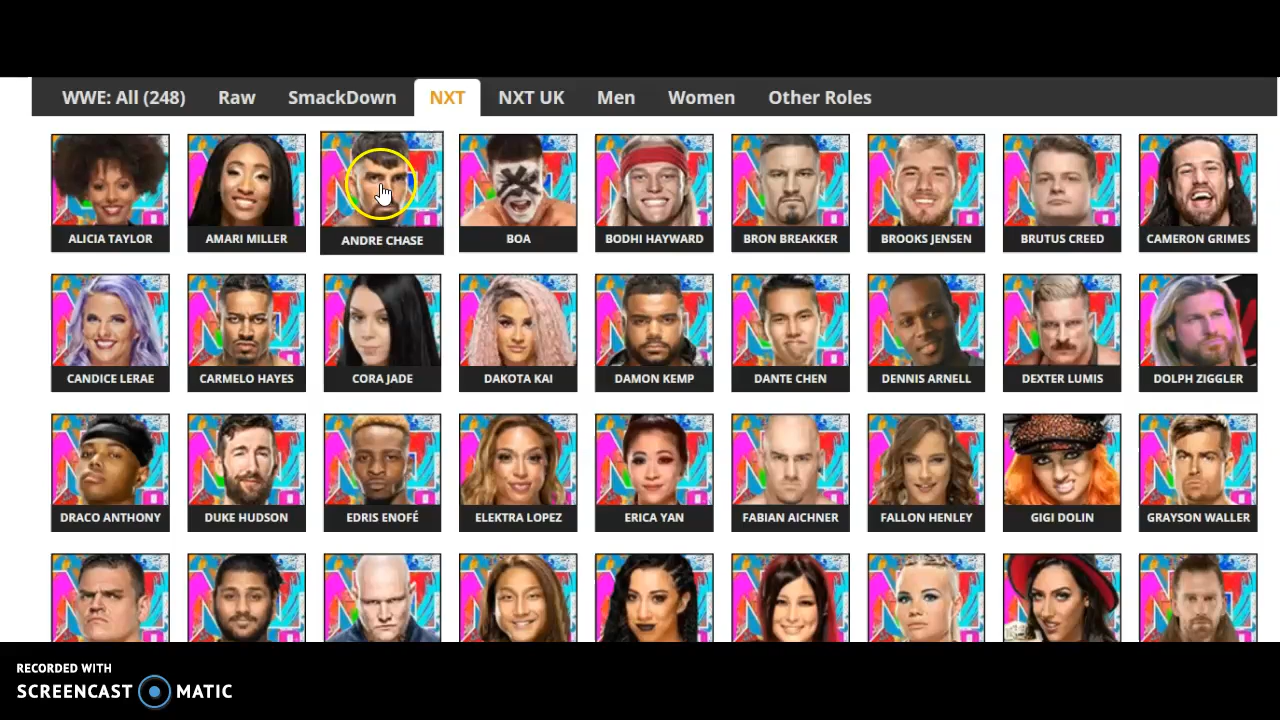 WWE: All (248) Raw SmackDown NXT NXT UK Men Women Other Roles
ALICIA TAYLOR AMARI MILLER ANDRE CHASE BOA BODHI HAYWARD BRON BREAKKER BROOKS JENSEN BRUTUS CREED CAMERON GRIMES
CANDICE LERAE CARMELO HAYES CORA JADE DAKOTA KAI DAMON KEMP DANTE CHEN DENNIS ARNELL DEXTER LUMIS DOLPH ZIGGLER
DRACO ANTHONY DUKE HUDSON EDRIS ENOFÉ ELEKTRA LOPEZ ERICA YAN FABIAN AICHNER FALLON HENLEY GIGI DOLIN GRAYSON WALLER
RECORDED WITH
SCREENCAST MATIC